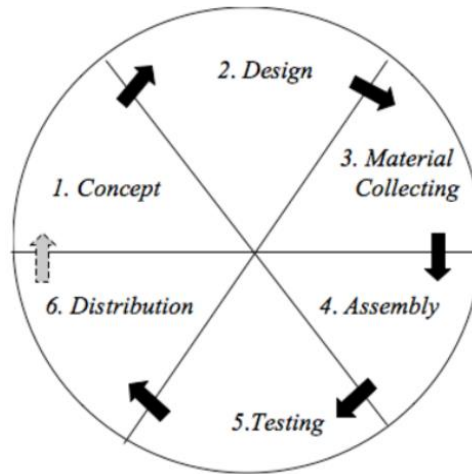 2. Design
3. Material
Collecting
1. Concept
6. Distribution
4. Assembly
5.Testing